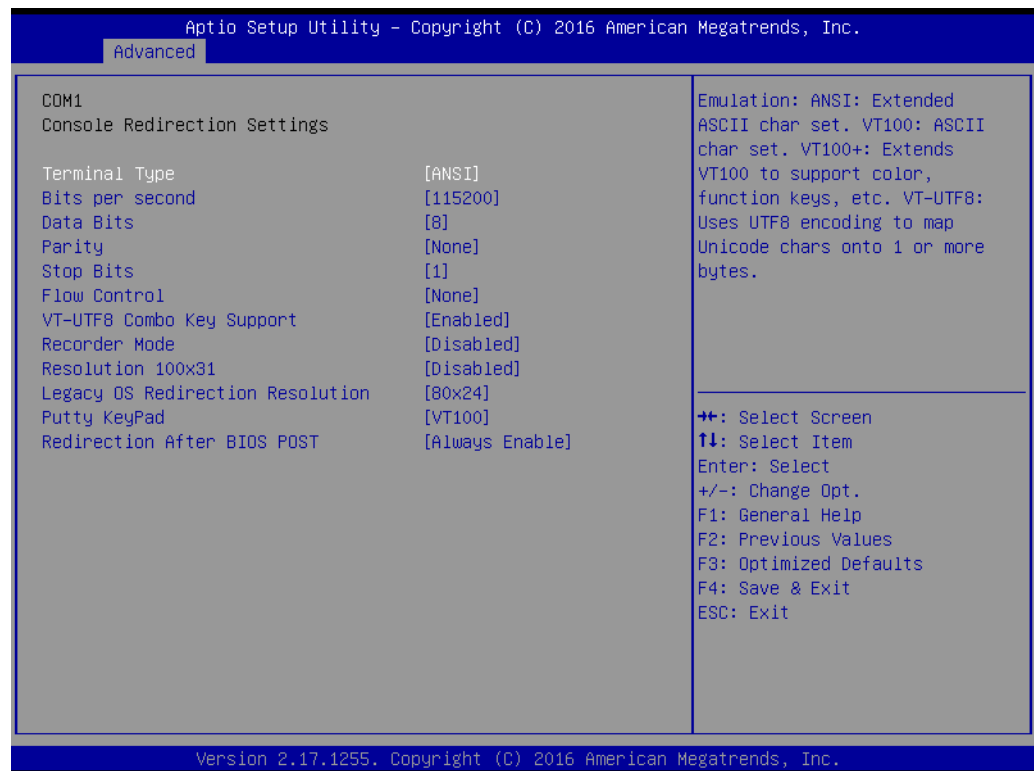 Aptio Setup Utility – Copyright (C) 2016 American Megatrends, Inc.
Advanced
COM1
Console Redirection Settings
Terminal Type [ANSI]
Bits per second [115200]
Data Bits [8]
Parity [None]
Stop Bits [1]
Flow Control [None]
VT-UTF8 Combo Key Support [Enabled]
Recorder Mode [Disabled]
Resolution 100x31 [Disabled]
Legacy OS Redirection Resolution [80x24]
Putty KeyPad [VT100]
Redirection After BIOS POST [Always Enable]
Emulation: ANSI: Extended
ASCII char set. VT100: ASCII
char set. VT100+: Extends
VT100 to support color,
function keys, etc. VT-UTF8:
Uses UTF8 encoding to map
Unicode chars onto 1 or more
bytes.
→←: Select Screen
↑↓: Select Item
Enter: Select
+/-: Change Opt.
F1: General Help
F2: Previous Values
F3: Optimized Defaults
F4: Save & Exit
ESC: Exit
Version 2.17.1255. Copyright (C) 2016 American Megatrends, Inc.